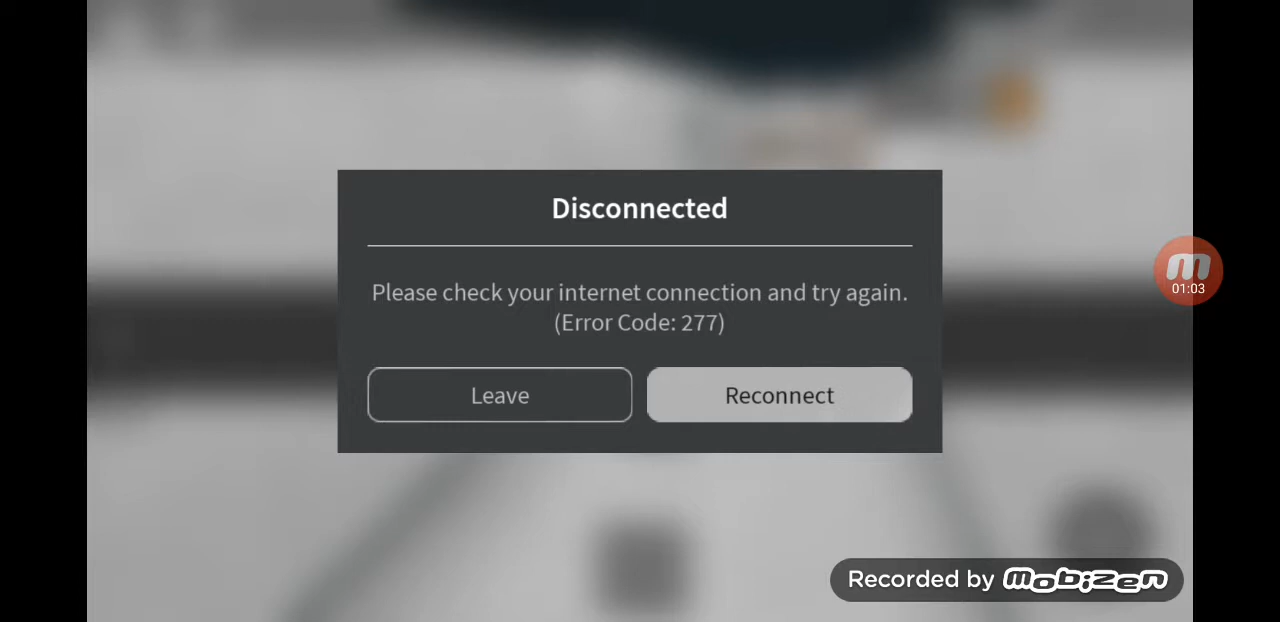 Disconnected
Please check your internet connection and try again.
(Error Code: 277)
Leave
Reconnect
01:03
Recorded by mobizen